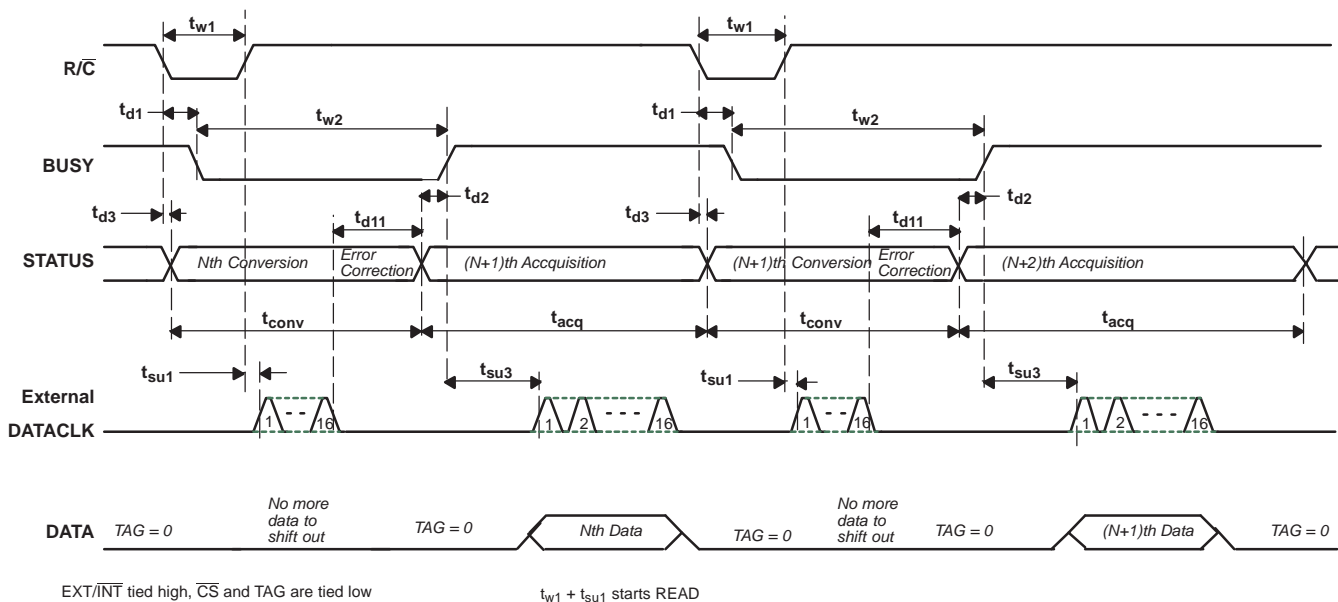 tw1 tw1
R/C
td1 tw2 td1 tw2
BUSY
td3 td2 td3 td2
td11 td11
STATUS Nth Conversion Error Correction (N+1)th Accquisition (N+1)th Conversion Error Correction (N+2)th Accquisition
tconv tacq tconv tacq
tsu1 tsu3 tsu1 tsu3
External
DATACLK 1 - - 16 1 2 - - - 16 1 - - 16 1 2 - - - 16
DATA TAG = 0 No more data to shift out TAG = 0 Nth Data TAG = 0 No more data to shift out TAG = 0 (N+1)th Data TAG = 0
EXT/INT tied high, CS and TAG are tied low tw1 + tsu1 starts READ